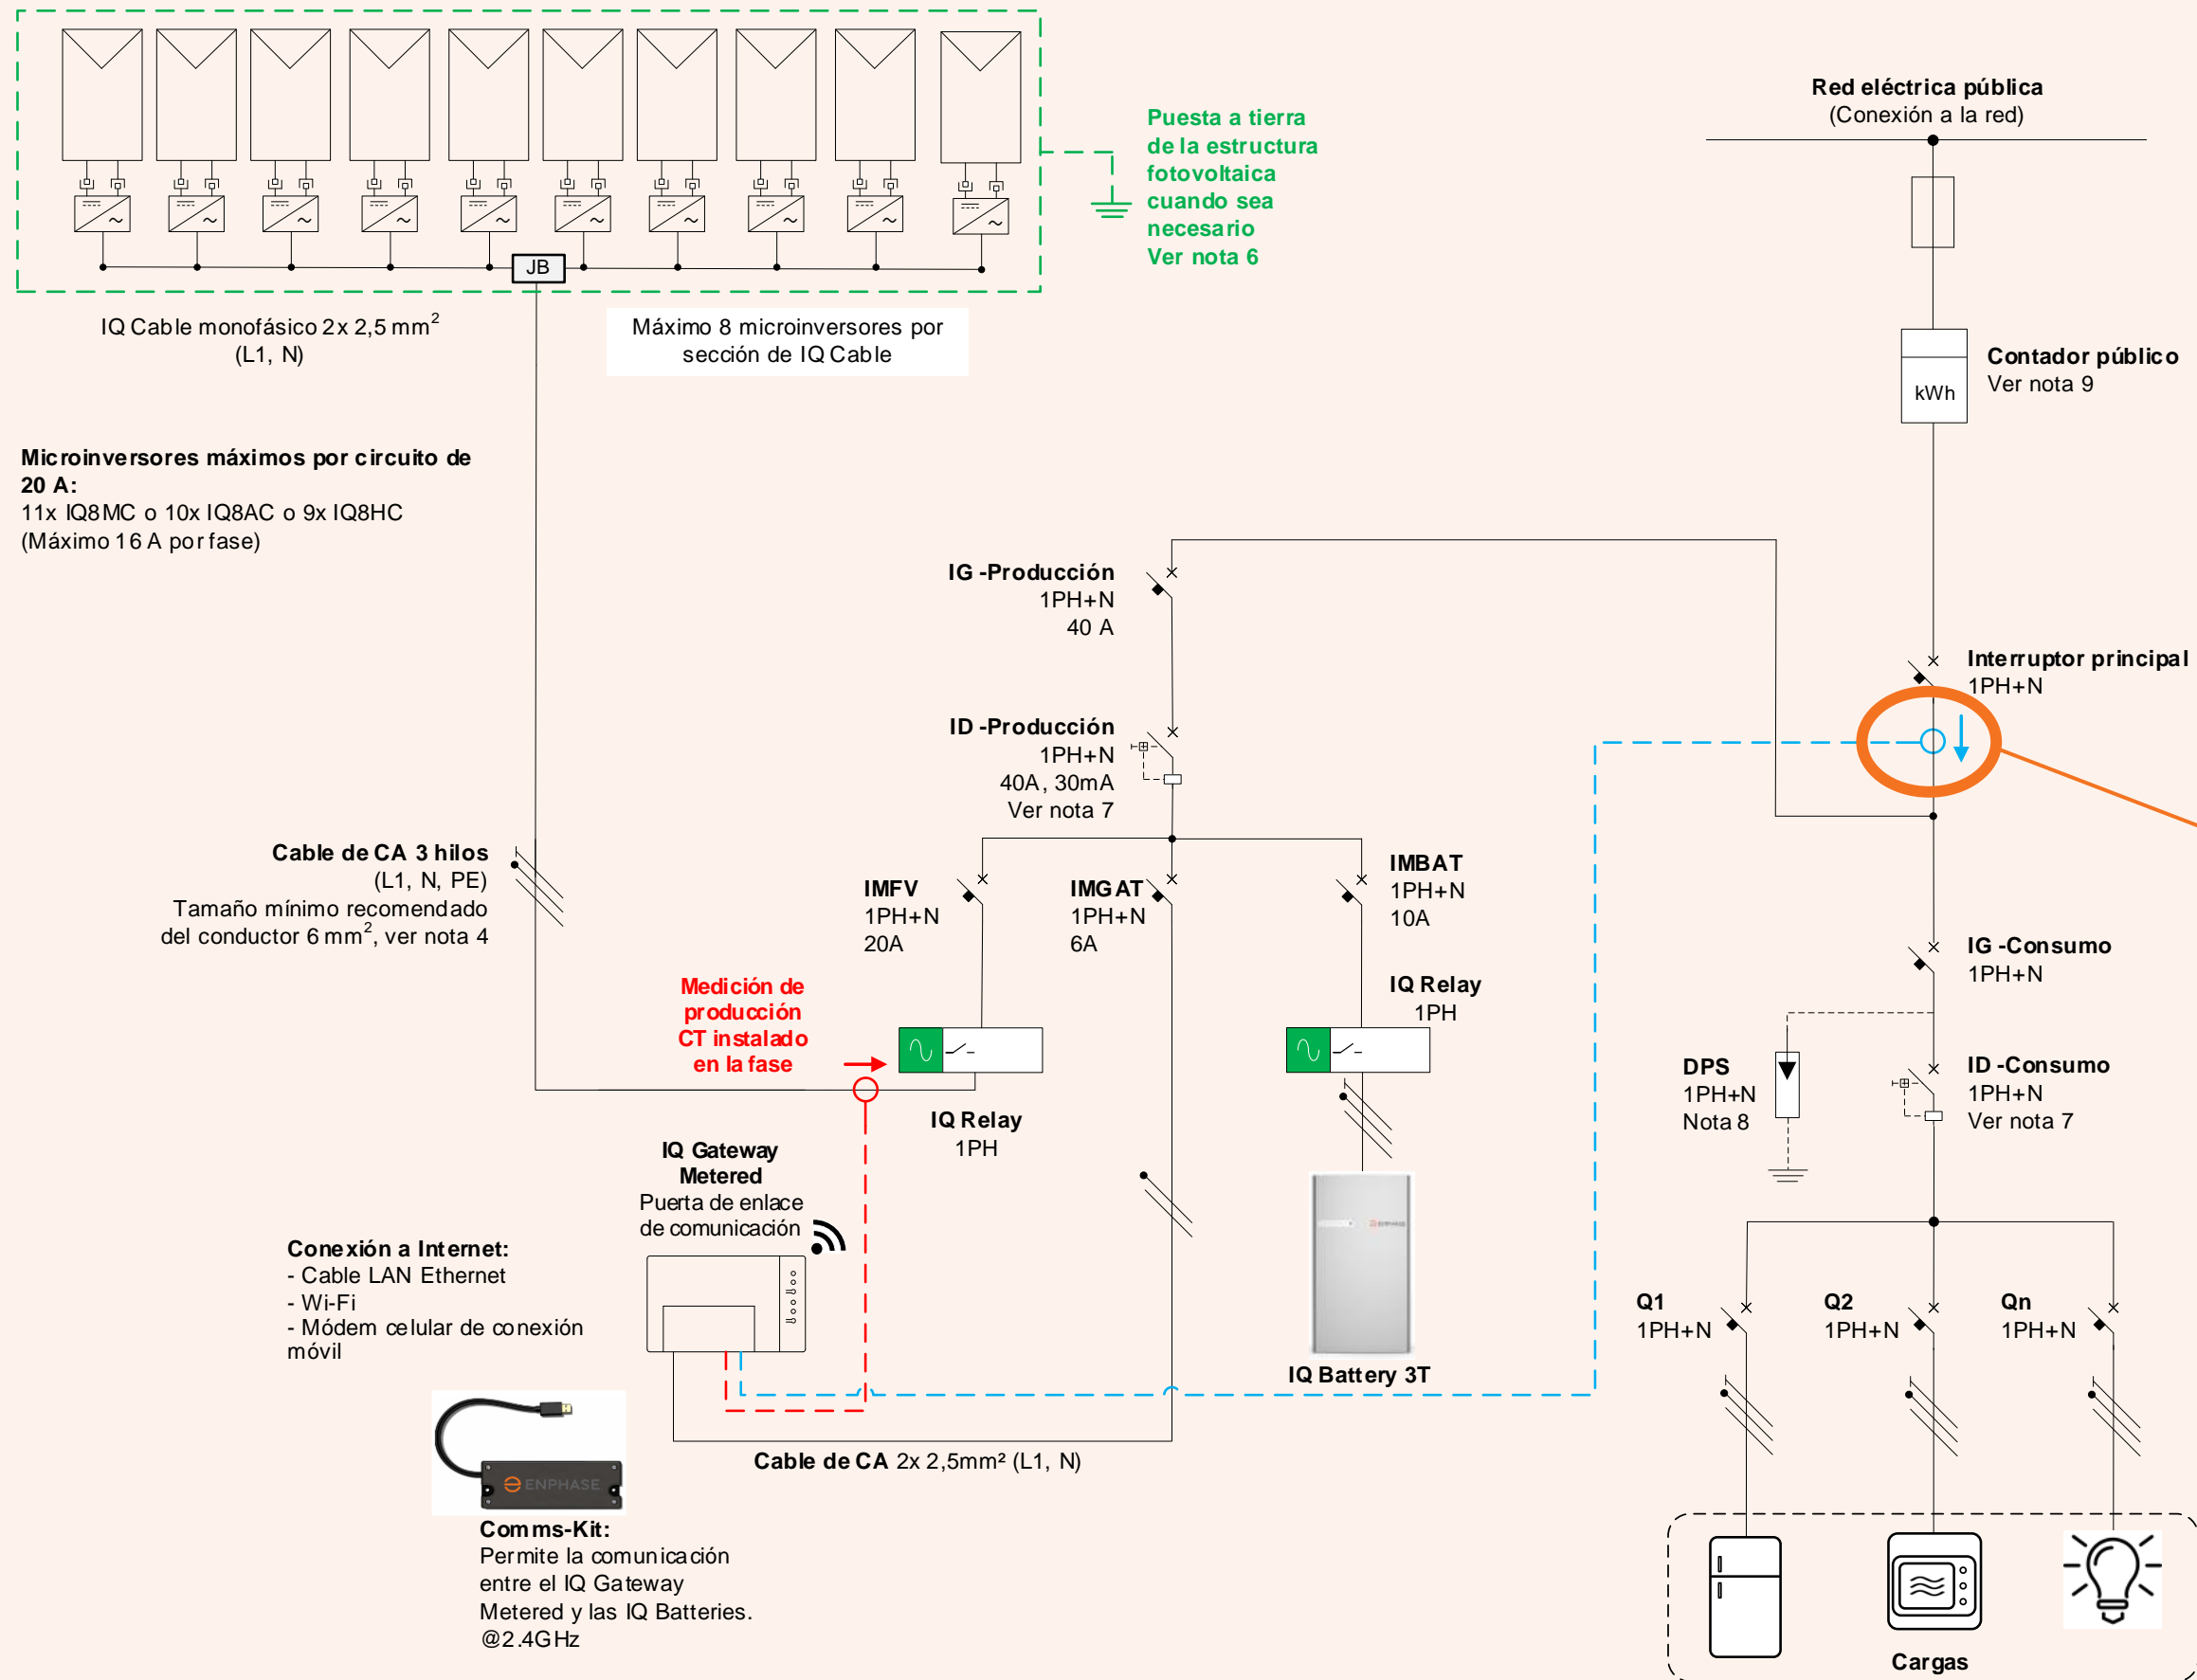 Red eléctrica pública
(Conexión a la red)
Puesta a tierra
de la estructura
fotovoltaica
cuando sea
necesario
Ver nota 6
JB
IQ Cable monofásico 2x 2,5 mm²
(L1, N)
Máximo 8 microinversores por
sección de IQ Cable
Contador público
Ver nota 9
kWh
Microinversores máximos por circuito de
20 A:
11x IQ8MC o 10x IQ8AC o 9x IQ8HC
(Máximo 16 A por fase)
IG -Producción
1PH+N
40 A
Interruptor principal
1PH+N
ID -Producción
1PH+N
40A, 30mA
Ver nota 7
Cable de CA 3 hilos
(L1, N, PE)
Tamaño mínimo recomendado
del conductor 6 mm², ver nota 4
IMFV
1PH+N
20A
IMGAT
1PH+N
6A
IMBAT
1PH+N
10A
IG -Consumo
1PH+N
Medición de
producción
CT instalado
en la fase
IQ Relay
1PH
IQ Relay
1PH
DPS
1PH+N
Nota 8
ID -Consumo
1PH+N
Ver nota 7
IQ Gateway
Metered
Puerta de enlace
de comunicación
Conexión a Internet:
- Cable LAN Ethernet
- Wi-Fi
- Módem celular de conexión
móvil
ENPHASE
IQ Battery 3T
Q1
1PH+N
Q2
1PH+N
Qn
1PH+N
Cable de CA 2x 2,5mm² (L1, N)
ENPHASE
Comms-Kit:
Permite la comunicación
entre el IQ Gateway
Metered y las IQ Batteries.
@2.4GHz
Cargas